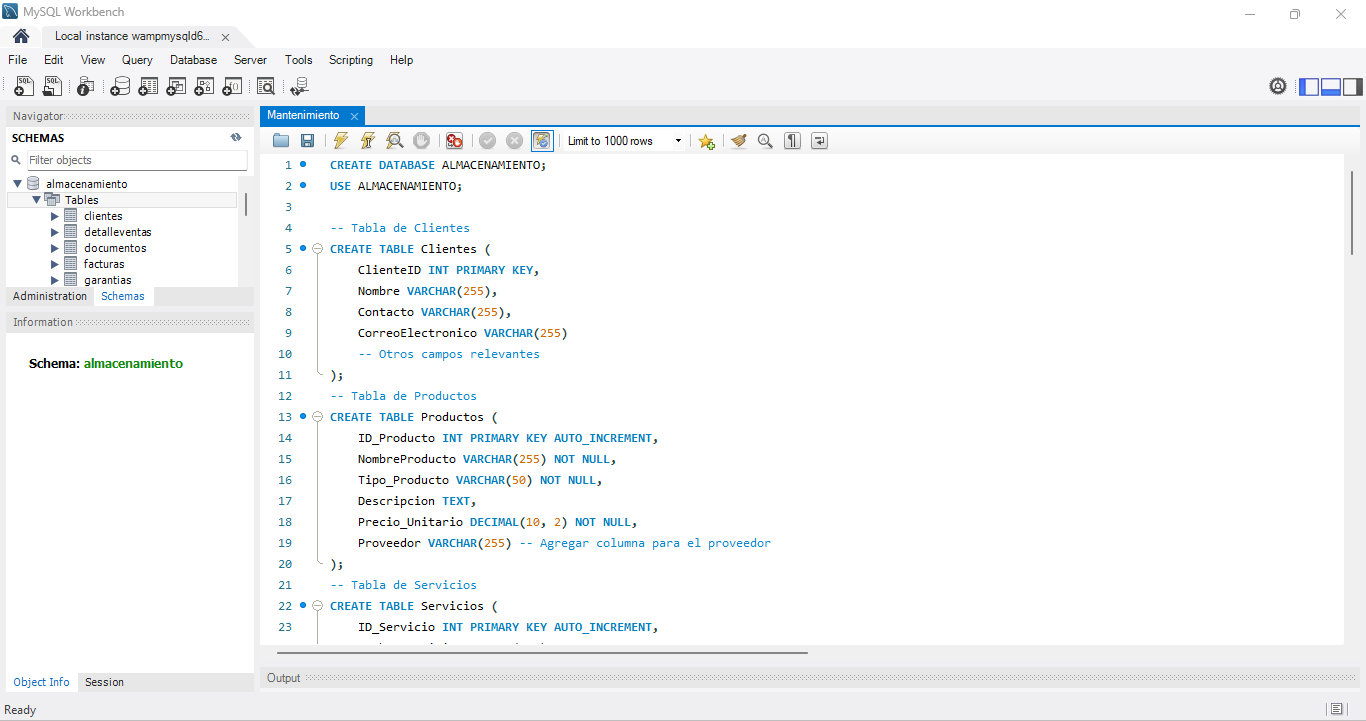 MySQL Workbench
Local instance wampmysqld6...
File Edit View Query Database Server Tools Scripting Help
Navigator
SCHEMAS
Filter objects
almacenamiento
Tables
clientes
detalleventas
documentos
facturas
garantias
Administration Schemas
Information
Schema: almacenamiento
Object Info Session
Mantenimiento
Limit to 1000 rows
1 CREATE DATABASE ALMACENAMIENTO;
2 USE ALMACENAMIENTO;
3
4 -- Tabla de Clientes
5 CREATE TABLE Clientes (
6 ClienteID INT PRIMARY KEY,
7 Nombre VARCHAR(255),
8 Contacto VARCHAR(255),
9 CorreoElectronico VARCHAR(255)
10 -- Otros campos relevantes
11 );
12 -- Tabla de Productos
13 CREATE TABLE Productos (
14 ID_Producto INT PRIMARY KEY AUTO_INCREMENT,
15 NombreProducto VARCHAR(255) NOT NULL,
16 Tipo_Producto VARCHAR(50) NOT NULL,
17 Descripcion TEXT,
18 Precio_Unitario DECIMAL(10, 2) NOT NULL,
19 Proveedor VARCHAR(255) -- Agregar columna para el proveedor
20 );
21 -- Tabla de Servicios
22 CREATE TABLE Servicios (
23 ID_Servicio INT PRIMARY KEY AUTO_INCREMENT,
Output
Ready